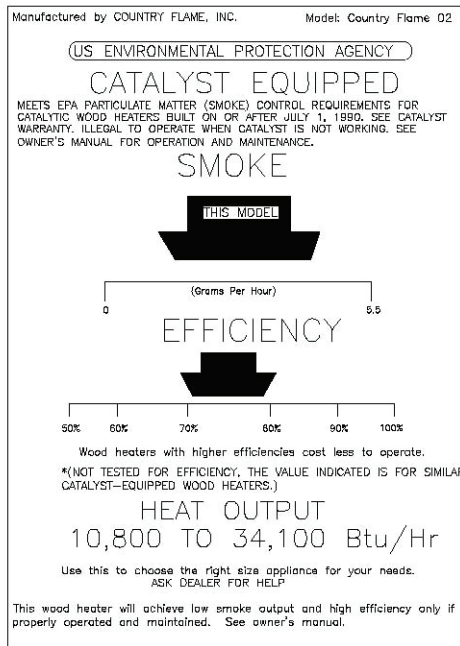 Manufactured by COUNTRY FLAME, INC. Model: Country Flame 02
US ENVIRONMENTAL PROTECTION AGENCY
CATALYST EQUIPPED
MEETS EPA PARTICULATE MATTER (SMOKE) CONTROL REQUIREMENTS FOR
CATALYTIC WOOD HEATERS BUILT ON OR AFTER JULY 1, 1990. SEE CATALYST
WARRANTY. ILLEGAL TO OPERATE WHEN CATALYST IS NOT WORKING. SEE
OWNER'S MANUAL FOR OPERATION AND MAINTENANCE.
SMOKE
THIS MODEL
(Grams Per Hour)
0 5.5
EFFICIENCY
50% 60% 70% 80% 90% 100%
Wood heaters with higher efficiencies cost less to operate.
*(NOT TESTED FOR EFFICIENCY, THE VALUE INDICATED IS FOR SIMILAR
CATALYST-EQUIPPED WOOD HEATERS.)
HEAT OUTPUT
10,800 TO 34,100 Btu/Hr
Use this to choose the right size appliance for your needs.
ASK DEALER FOR HELP
This wood heater will achieve low smoke output and high efficiency only if
properly operated and maintained. See owner's manual.